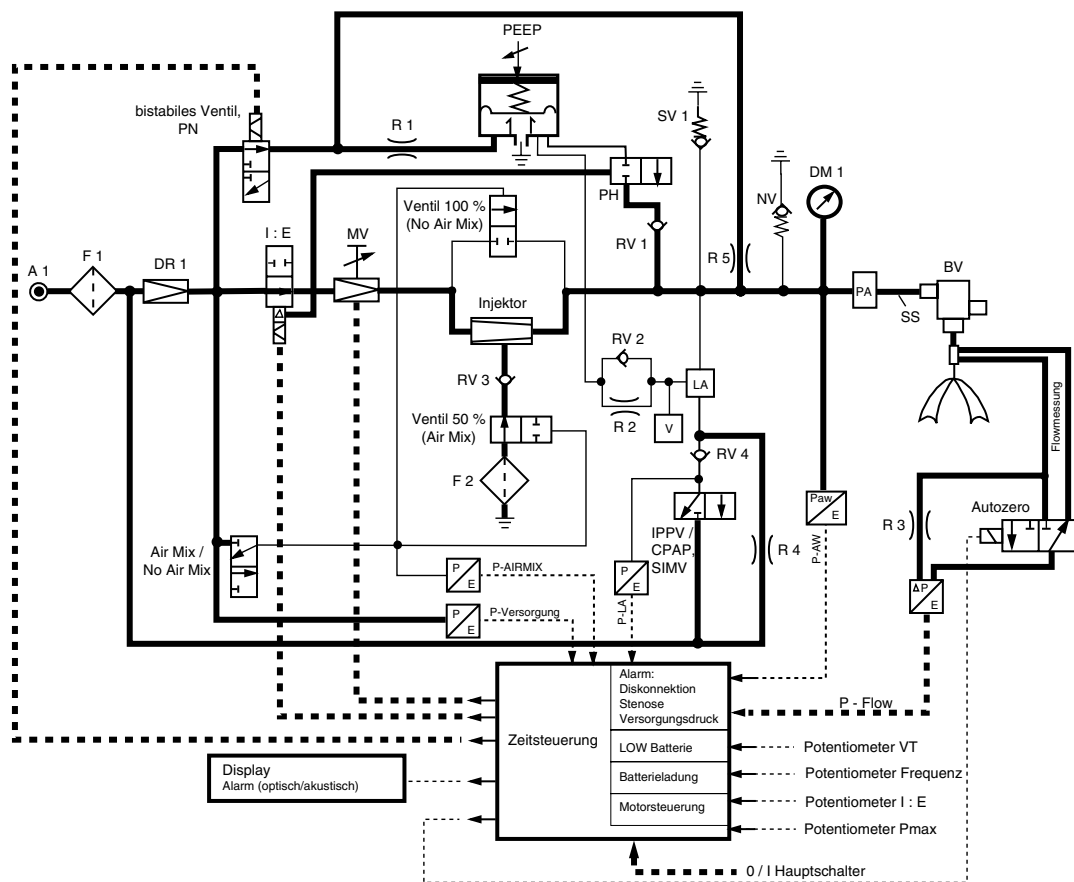 PEEP
bistabiles Ventil,
PN
R 1
SV 1
DM 1
NV
PH
Ventil 100 %
(No Air Mix)
I : E
MV
RV 1
R 5
F 1
A 1
DR 1
BV
PA
SS
Injektor
RV 2
RV 3
LA
Ventil 50 %
(Air Mix)
R 2
V
RV 4
Flowmessung
F 2
Paw
E
Autozero
IPPV /
CPAP,
SIMV
R 3
R 4
Air Mix /
No Air Mix
P-AW
P
E
P-AIRMIX
P
E
Δ P
E
P
E
P-Versorgung
P-LA
Alarm:
Diskonnektion
Stenose
Versorgungsdruck
P - Flow
Zeitsteuerung
LOW Batterie
Potentiometer VT
Display
Alarm (optisch/akustisch)
Batterieladung
Potentiometer Frequenz
Motorsteuerung
Potentiometer I : E
Potentiometer Pmax
0 / I Hauptschalter